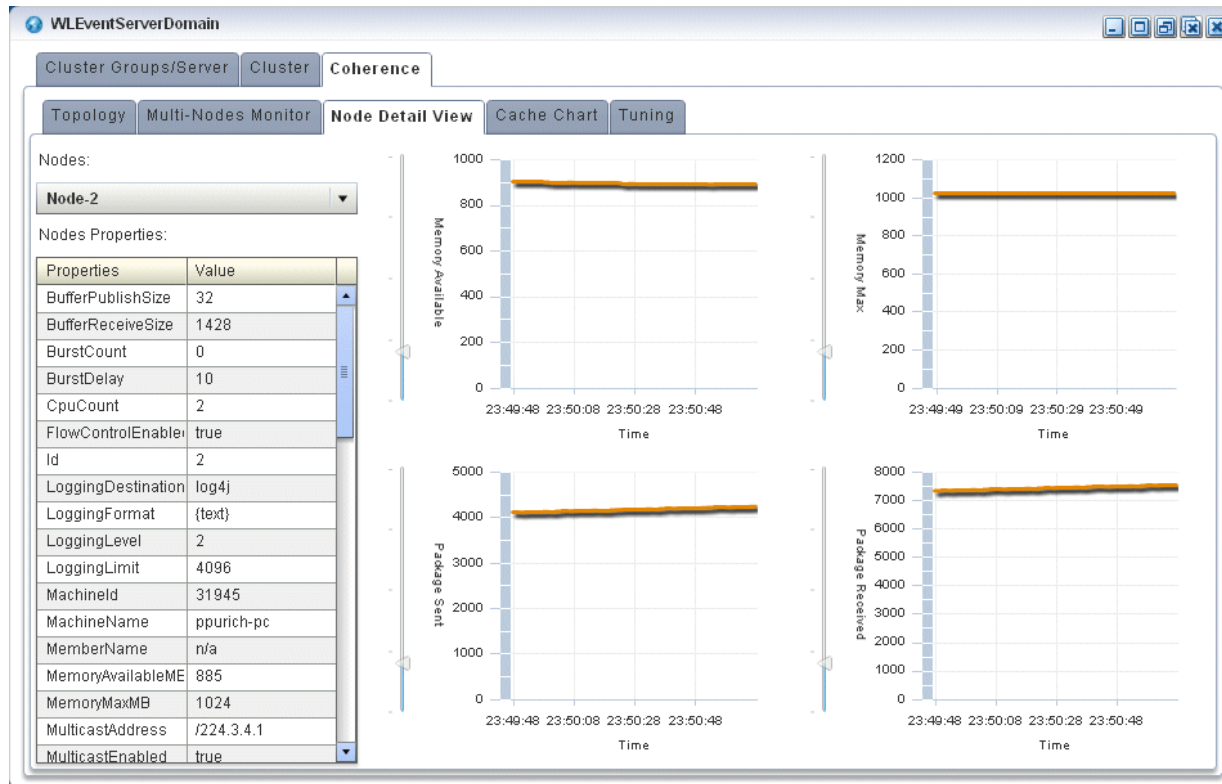 WLEventServerDomain
Cluster Groups/Server Cluster Coherence
Topology Multi-Nodes Monitor Node Detail View Cache Chart Tuning
Nodes:
Node-2
Nodes Properties:
Properties Value
BufferPublishSize 32
BufferReceiveSize 1428
BurstCount 0
BurstDelay 10
CpuCount 2
FlowControlEnable true
Id 2
LoggingDestination log4j
LoggingFormat {text}
LoggingLevel 2
LoggingLimit 4096
MachineId 31945
MachineName ppurich-pc
MemberName n/a
MemoryAvailableME 885
MemoryMaxMB 1024
MulticastAddress /224.3.4.1
MulticastEnabled true
Memory Available
1000
800
600
400
200
0
23:49:48 23:50:08 23:50:28 23:50:48
Time
Memory Max
1200
1000
800
600
400
200
0
23:49:49 23:50:09 23:50:29 23:50:49
Time
Package Sent
5000
4000
3000
2000
1000
0
23:49:48 23:50:08 23:50:28 23:50:48
Time
Package Received
8000
7000
6000
5000
4000
3000
2000
1000
0
23:49:48 23:50:08 23:50:28 23:50:48
Time